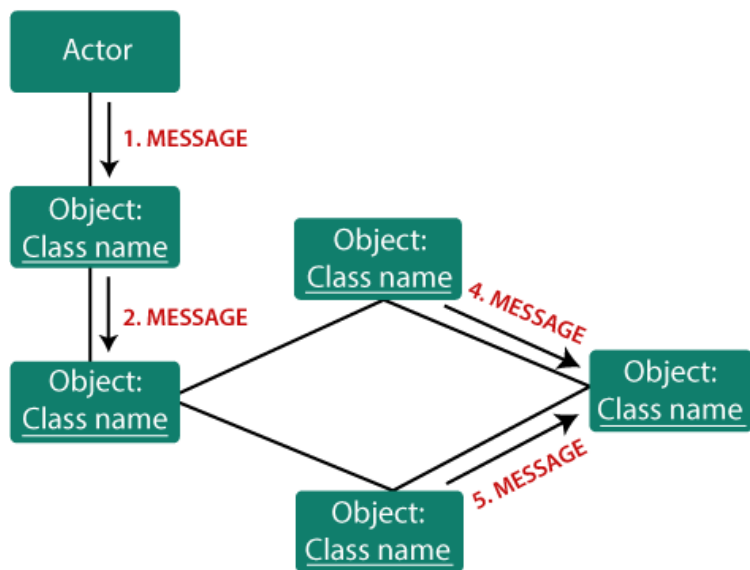 Actor
1. MESSAGE
Object:
Class name
2. MESSAGE
Object:
Class name
Object:
Class name
4. MESSAGE
Object:
Class name
5. MESSAGE
Object:
Class name